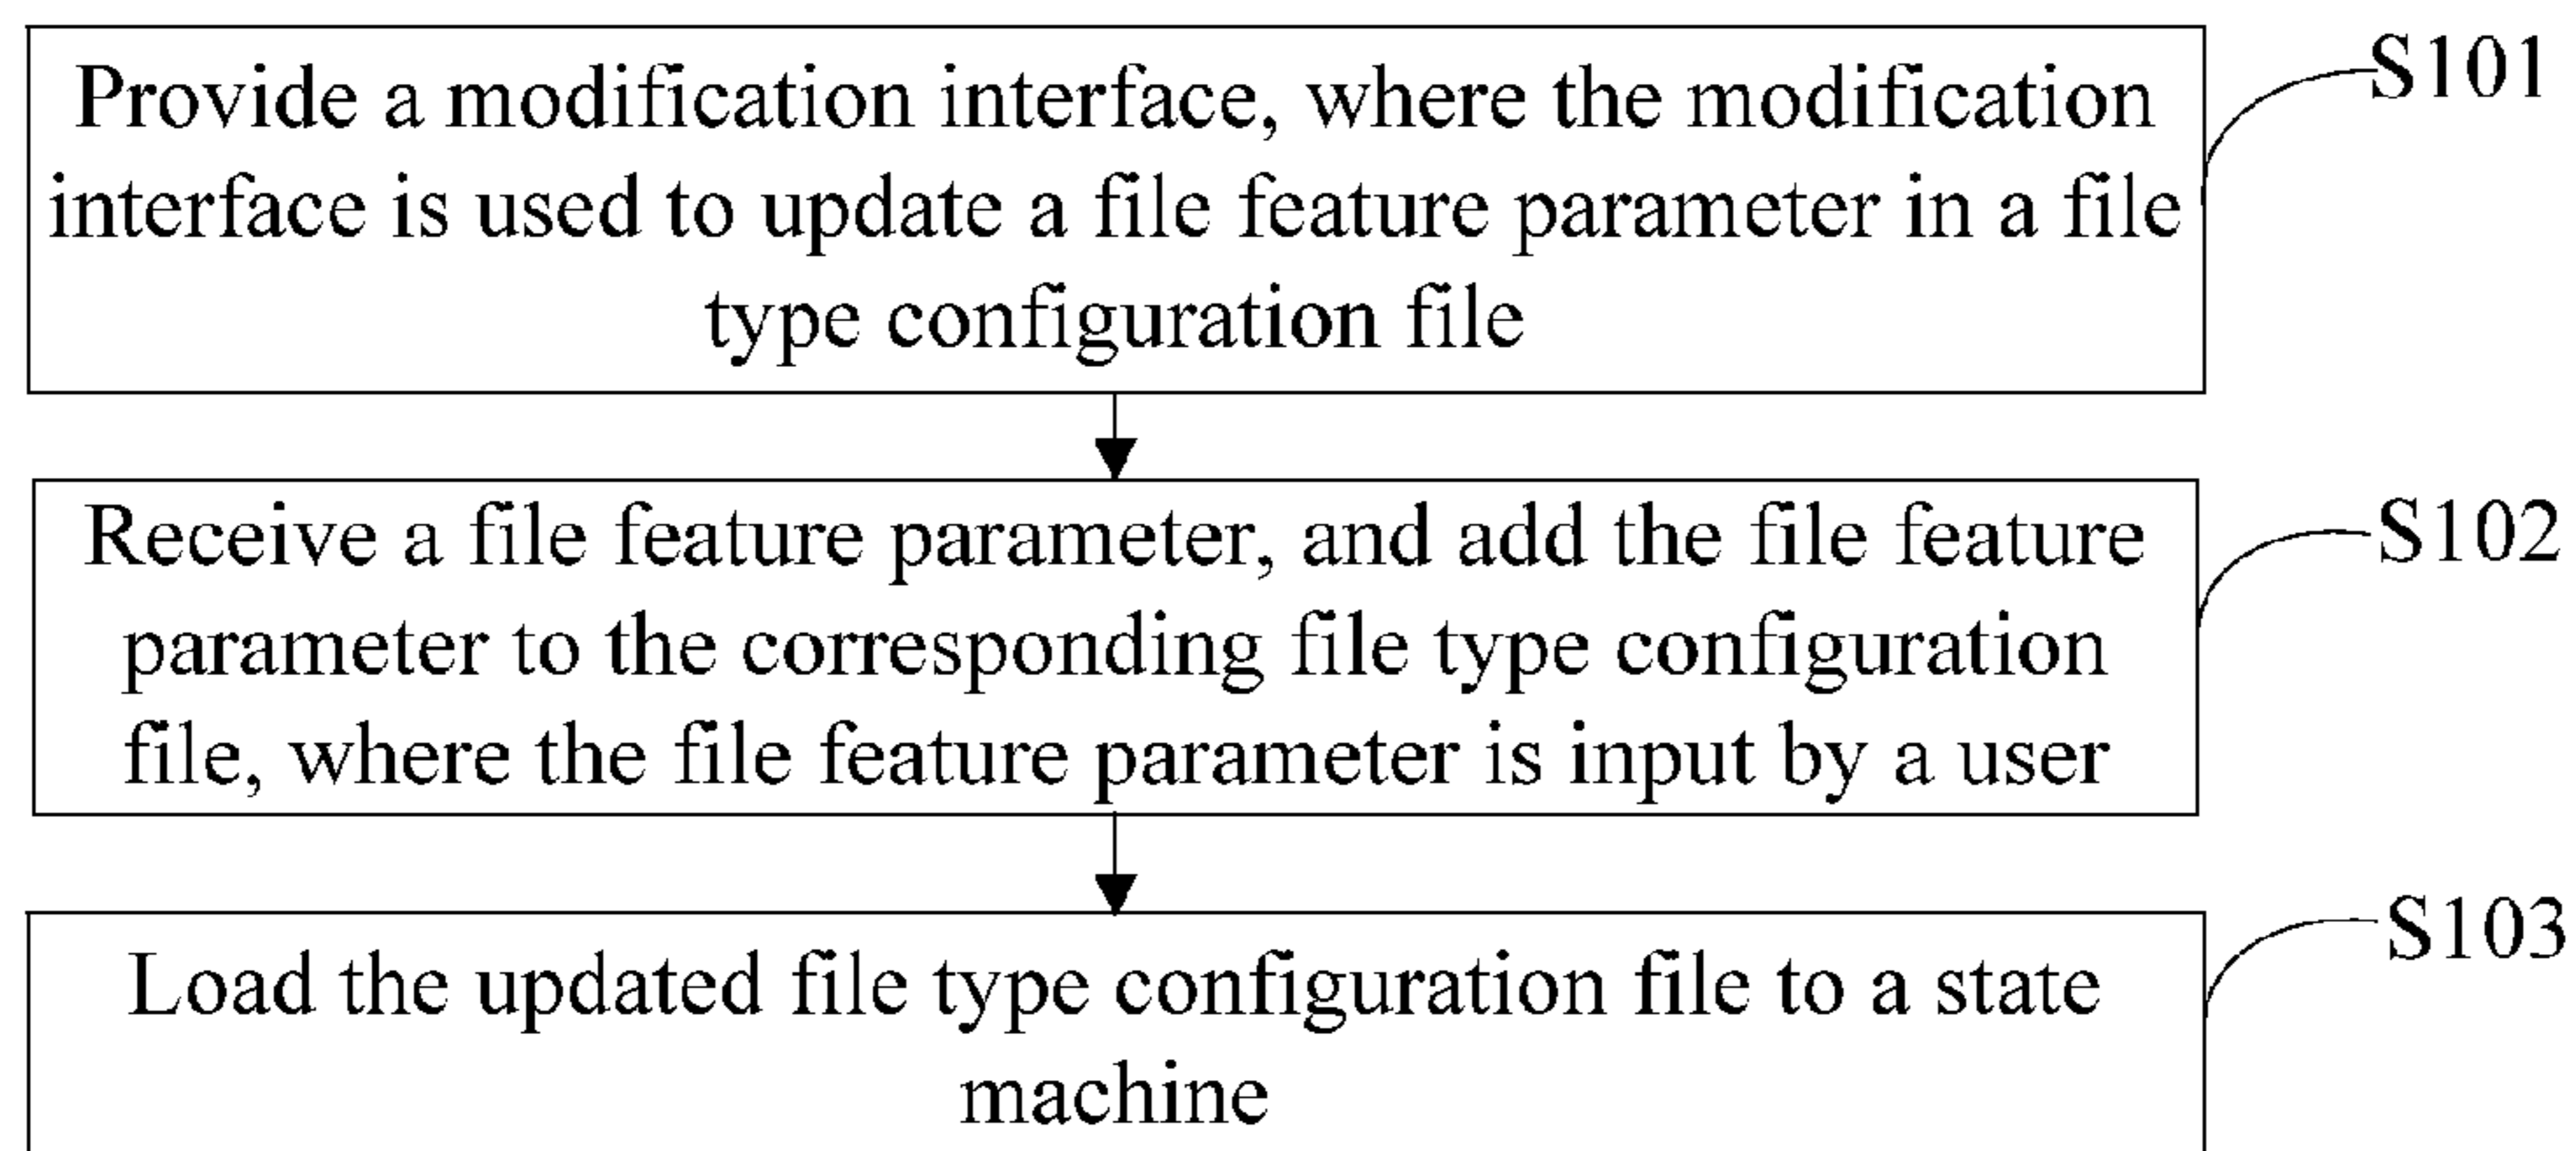 Provide a modification interface, where the modification
interface is used to update a file feature parameter in a file
type configuration file
S101
Receive a file feature parameter, and add the file feature
parameter to the corresponding file type configuration
file, where the file feature parameter is input by a user
S102
Load the updated file type configuration file to a state
machine
S103